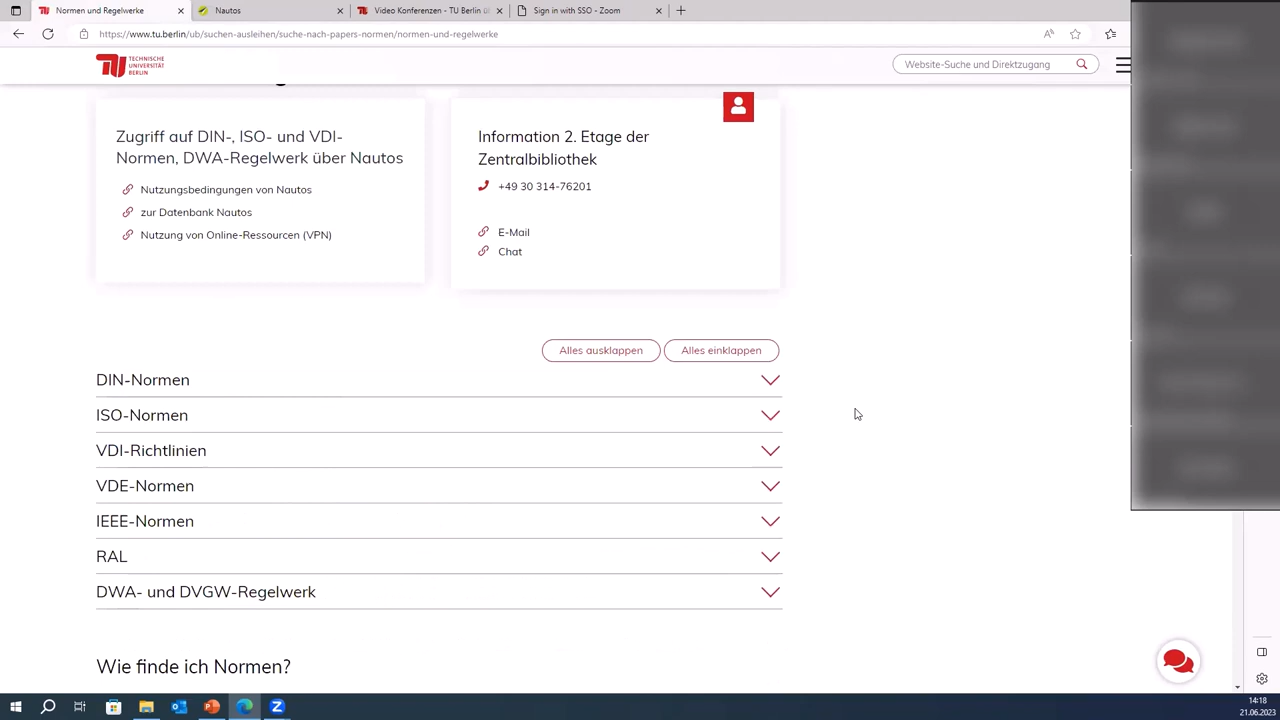 Normen und Regelwerke
Nautos
Video Konferenzen - TU Berlin ü
Sign in with SSO - Zoom
https://www.tu.berlin/ub/suchen-ausleihen/suche-nach-papers-normen/normen-und-regelwerke
TECHNISCHE
UNIVERSITÄT
BERLIN
Website-Suche und Direktzugang
Zugriff auf DIN-, ISO- und VDI-
Normen, DWA-Regelwerk über Nautos
Nutzungsbedingungen von Nautos
zur Datenbank Nautos
Nutzung von Online-Ressourcen (VPN)
Information 2. Etage der
Zentralbibliothek
+49 30 314-76201
E-Mail
Chat
Alles ausklappen
Alles einklappen
DIN-Normen
ISO-Normen
VDI-Richtlinien
VDE-Normen
IEEE-Normen
RAL
DWA- und DVGW-Regelwerk
Wie finde ich Normen?
14:18
21.06.2023